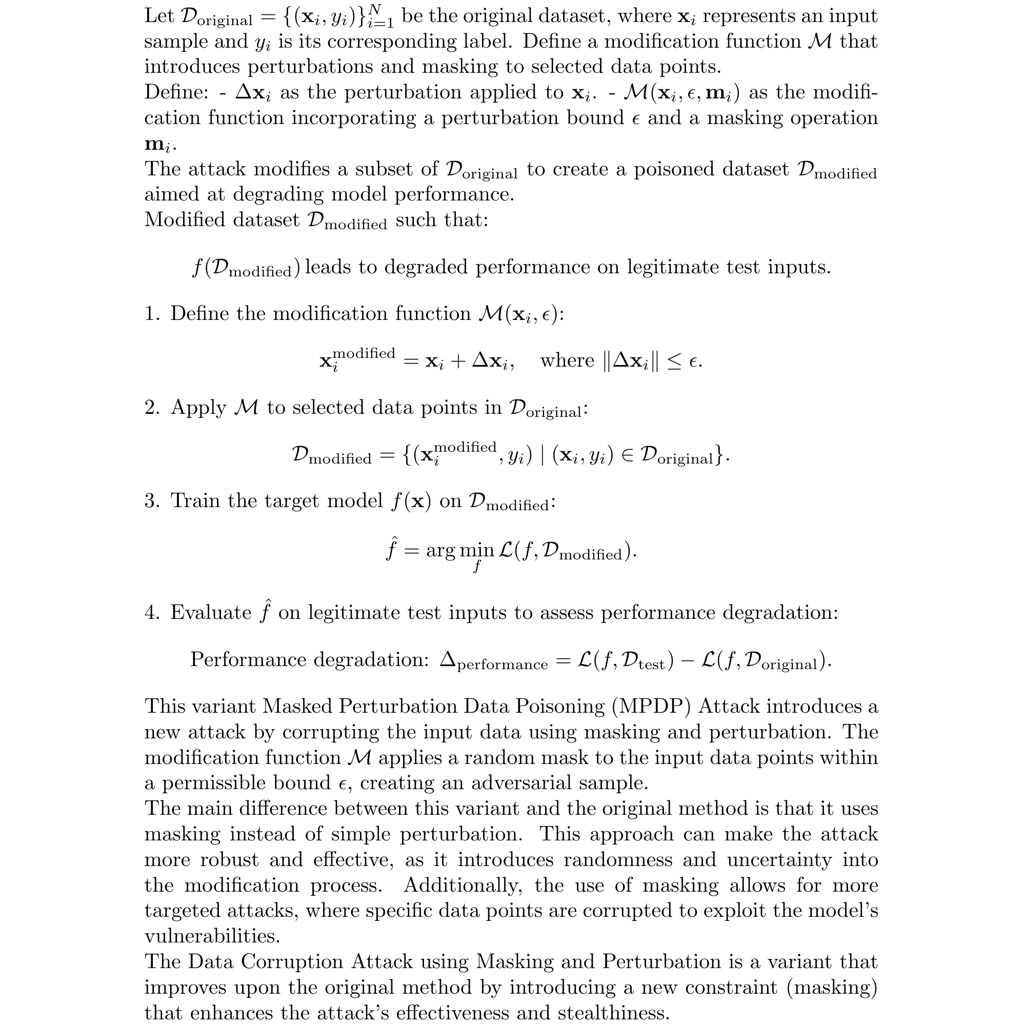 Let $\mathcal{D}_{\text{original}} = \{(\mathbf{x}_i, y_i)\}_{i=1}^{N}$ be the original dataset, where $\mathbf{x}_i$ represents an input
sample and $y_i$ is its corresponding label. Define a modification function $\mathcal{M}$ that
introduces perturbations and masking to selected data points.
Define: - $\Delta\mathbf{x}_i$ as the perturbation applied to $\mathbf{x}_i$. - $\mathcal{M}(\mathbf{x}_i, \epsilon, \mathbf{m}_i)$ as the modifi-
cation function incorporating a perturbation bound $\epsilon$ and a masking operation
$\mathbf{m}_i$.
The attack modifies a subset of $\mathcal{D}_{\text{original}}$ to create a poisoned dataset $\mathcal{D}_{\text{modified}}$
aimed at degrading model performance.
Modified dataset $\mathcal{D}_{\text{modified}}$ such that:
$f(\mathcal{D}_{\text{modified}})$ leads to degraded performance on legitimate test inputs.
1. Define the modification function $\mathcal{M}(\mathbf{x}_i, \epsilon)$:
$\mathbf{x}_i^{\text{modified}} = \mathbf{x}_i + \Delta\mathbf{x}_i, \quad \text{where } \|\Delta\mathbf{x}_i\| \leq \epsilon.$
2. Apply $\mathcal{M}$ to selected data points in $\mathcal{D}_{\text{original}}$:
$\mathcal{D}_{\text{modified}} = \{(\mathbf{x}_i^{\text{modified}}, y_i) \mid (\mathbf{x}_i, y_i) \in \mathcal{D}_{\text{original}}\}.$
3. Train the target model $f(\mathbf{x})$ on $\mathcal{D}_{\text{modified}}$:
$\hat{f} = \arg\min_f \mathcal{L}(f, \mathcal{D}_{\text{modified}}).$
4. Evaluate $\hat{f}$ on legitimate test inputs to assess performance degradation:
Performance degradation: $\Delta_{\text{performance}} = \mathcal{L}(f, \mathcal{D}_{\text{test}}) - \mathcal{L}(f, \mathcal{D}_{\text{original}}).$
This variant Masked Perturbation Data Poisoning (MPDP) Attack introduces a
new attack by corrupting the input data using masking and perturbation. The
modification function $\mathcal{M}$ applies a random mask to the input data points within
a permissible bound $\epsilon$, creating an adversarial sample.
The main difference between this variant and the original method is that it uses
masking instead of simple perturbation. This approach can make the attack
more robust and effective, as it introduces randomness and uncertainty into
the modification process. Additionally, the use of masking allows for more
targeted attacks, where specific data points are corrupted to exploit the model's
vulnerabilities.
The Data Corruption Attack using Masking and Perturbation is a variant that
improves upon the original method by introducing a new constraint (masking)
that enhances the attack's effectiveness and stealthiness.